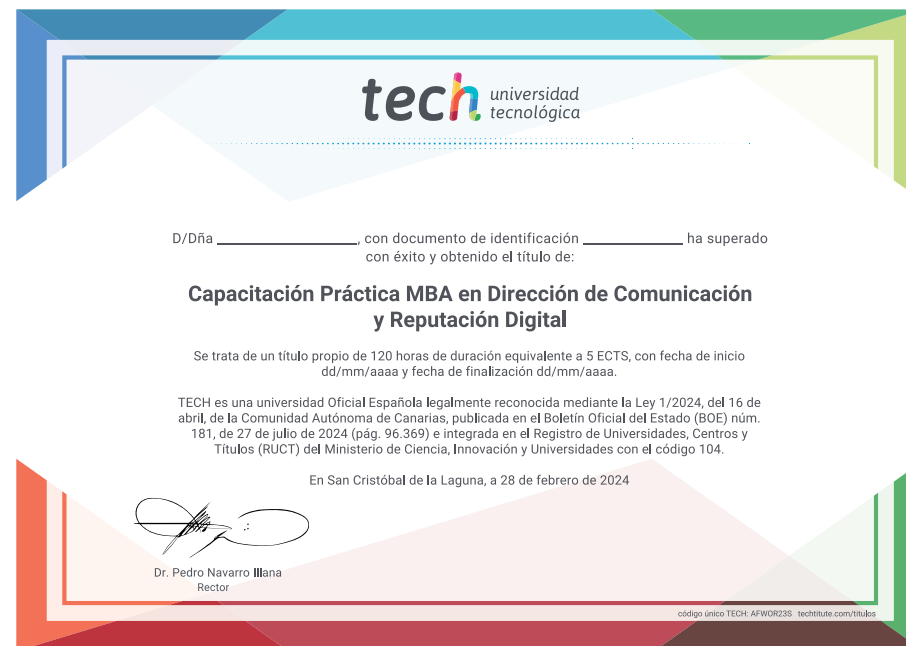 tech universidad
tecnológica
D/Dña ________________, con documento de identificación ____________ ha superado
con éxito y obtenido el título de:
Capacitación Práctica MBA en Dirección de Comunicación
y Reputación Digital
Se trata de un título propio de 120 horas de duración equivalente a 5 ECTS, con fecha de inicio
dd/mm/aaaa y fecha de finalización dd/mm/aaaa.
TECH es una universidad Oficial Española legalmente reconocida mediante la Ley 1/2024, del 16 de
abril, de la Comunidad Autónoma de Canarias, publicada en el Boletín Oficial del Estado (BOE) núm.
181, de 27 de julio de 2024 (pág. 96.369) e integrada en el Registro de Universidades, Centros y
Títulos (RUCT) del Ministerio de Ciencia, Innovación y Universidades con el código 104.
En San Cristóbal de la Laguna, a 28 de febrero de 2024
Dr. Pedro Navarro Illana
Rector
código único TECH: AFWOR23S techtitute.com/titulos